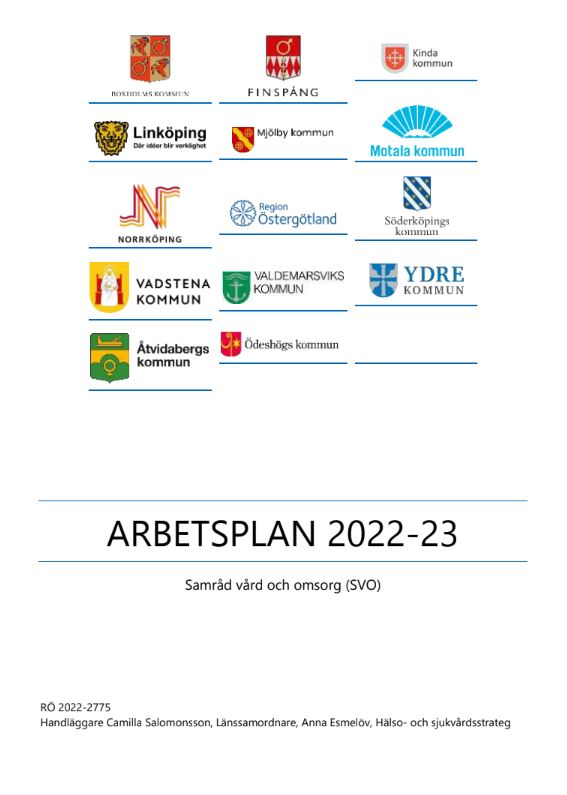 BOXHOLMS KOMMUN
FINSPÅNG
Kinda
kommun
Linköping
Där idéer blir verklighet
Mjölby kommun
Motala kommun
NORRKÖPING
Region
Östergötland
Söderköpings
kommun
VADSTENA
KOMMUN
VALDEMARSVIKS
KOMMUN
YDRE
KOMMUN
Åtvidabergs
kommun
Ödeshögs kommun
ARBETSPLAN 2022-23
Samråd vård och omsorg (SVO)
RÖ 2022-2775
Handläggare Camilla Salomonsson, Länssamordnare, Anna Esmelöv, Hälso- och sjukvårdsstrateg